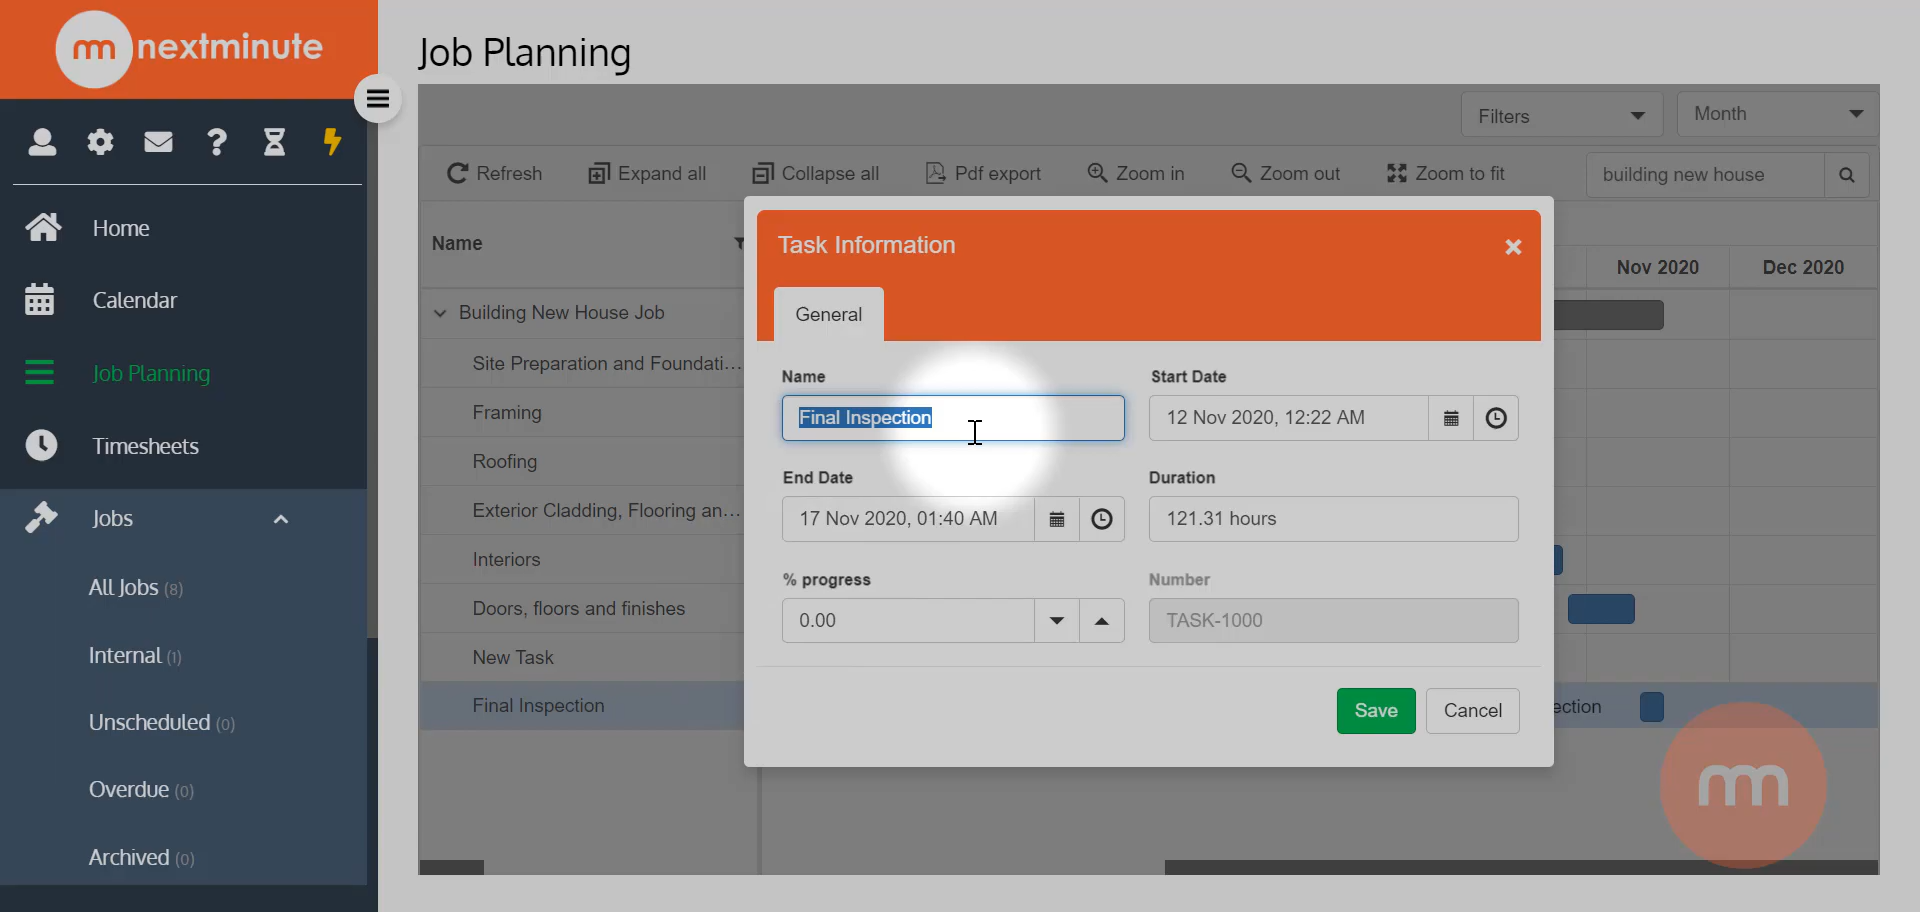 nextminute
Job Planning
Filters
Month
Refresh
Expand all
Collapse all
Pdf export
Zoom in
Zoom out
Zoom to fit
building new house
Home
Calendar
Job Planning
Timesheets
Jobs
All Jobs (8)
Internal (1)
Unscheduled (0)
Overdue (0)
Archived (0)
Name
Nov 2020
Dec 2020
Building New House Job
Site Preparation and Foundati...
Framing
Roofing
Exterior Cladding, Flooring an...
Interiors
Doors, floors and finishes
New Task
Final Inspection
ection
Task Information
General
Name
Start Date
Final Inspection
12 Nov 2020, 12:22 AM
End Date
Duration
17 Nov 2020, 01:40 AM
121.31 hours
% progress
Number
0.00
TASK-1000
Save
Cancel